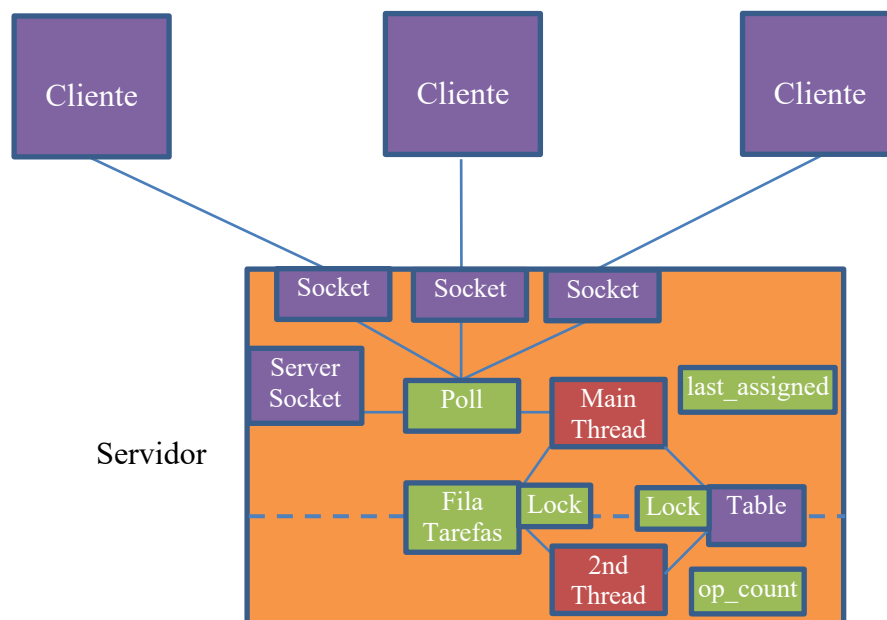 Cliente
Cliente
Cliente
Socket
Socket
Socket
Server
Socket
Poll
Main
Thread
last_assigned
Servidor
Fila
Tarefas
Lock
Lock
Table
2nd
Thread
op_count